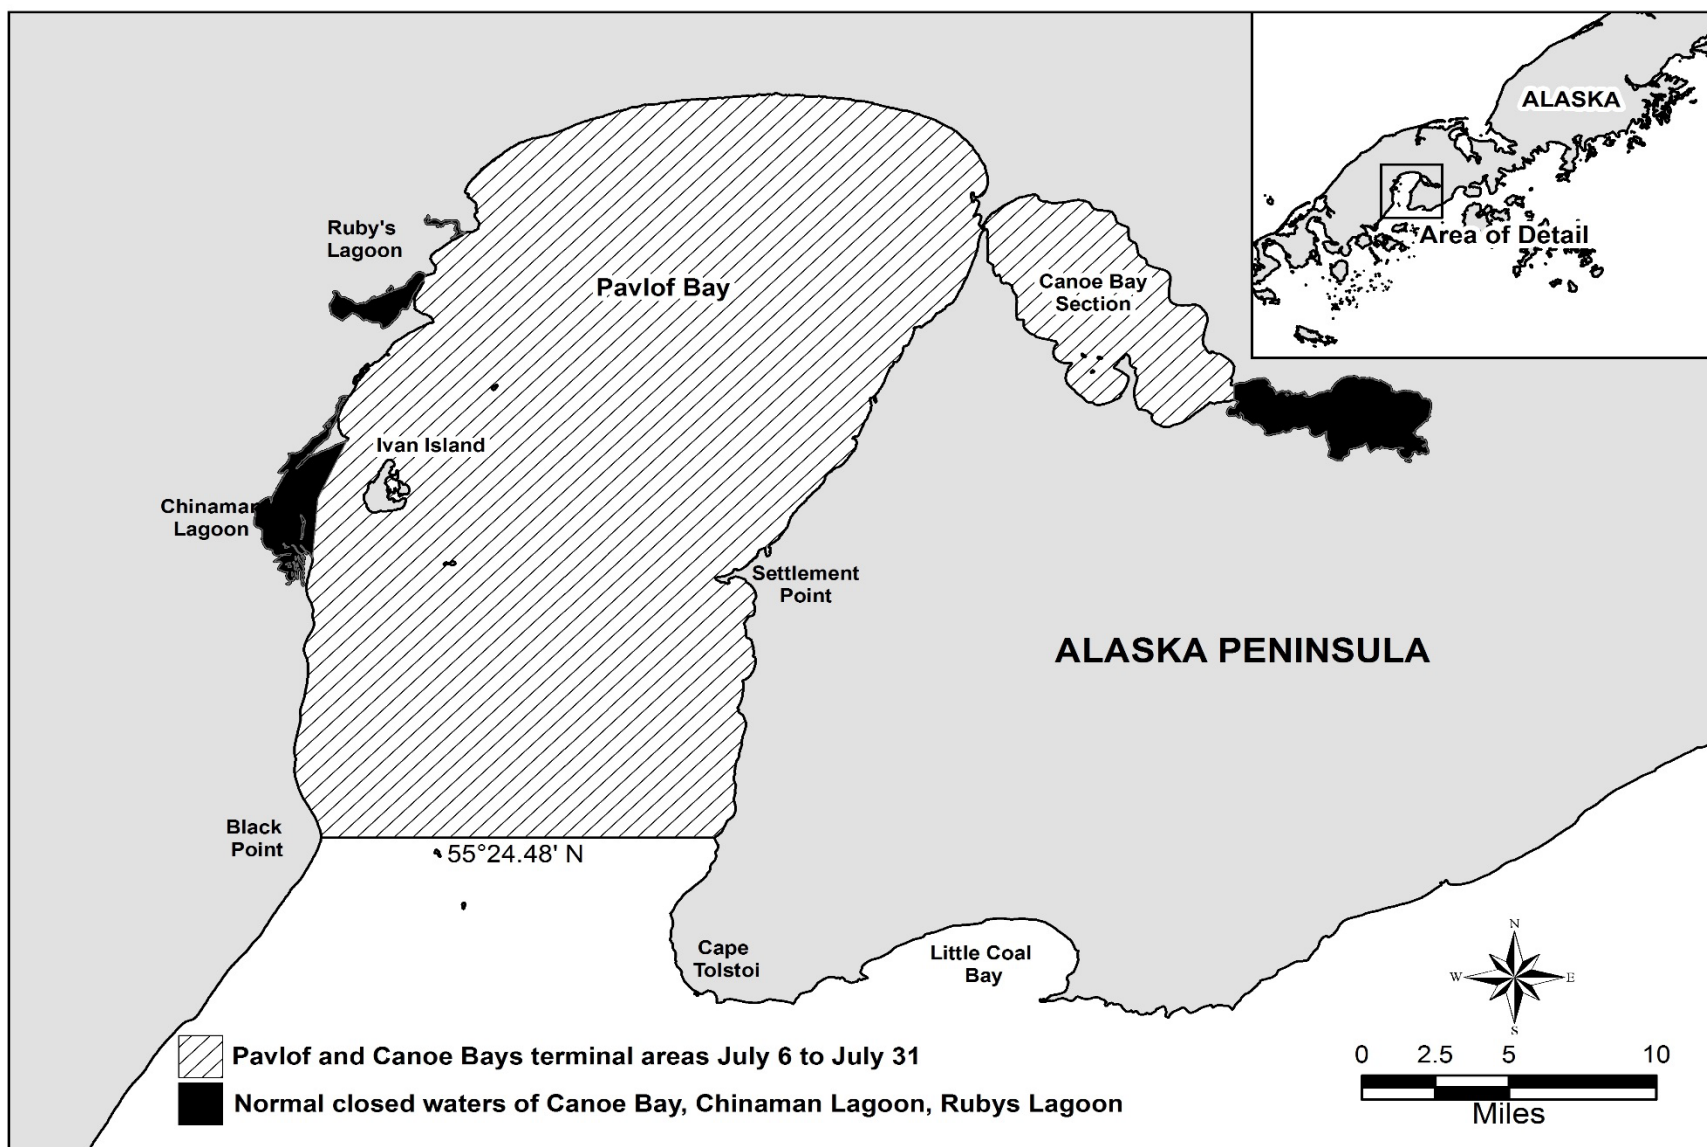 ALASKA
Area of Detail
Ruby's
Lagoon
Pavlof Bay
Canoe Bay
Section
Ivan Island
Chinaman
Lagoon
Settlement
Point
ALASKA PENINSULA
Black
Point
55°24.48' N
Cape
Tolstoi
Little Coal
Bay
N
W
E
S
Pavlof and Canoe Bays terminal areas July 6 to July 31
Normal closed waters of Canoe Bay, Chinaman Lagoon, Rubys Lagoon
0 2.5 5 10
Miles